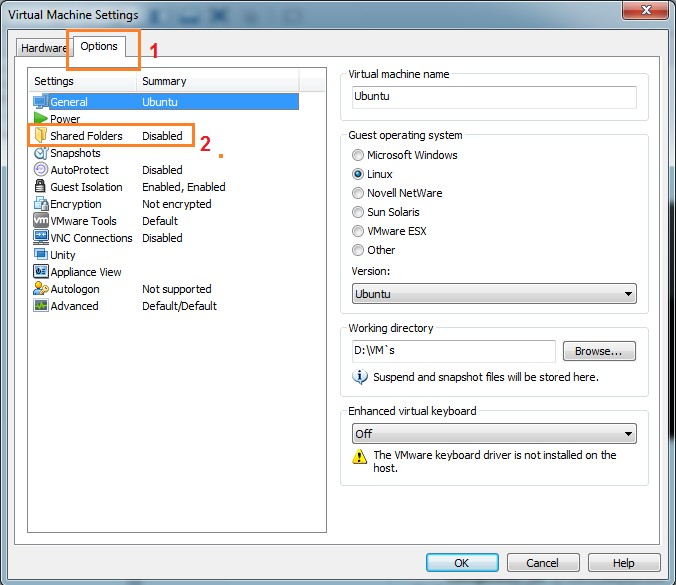 Virtual Machine Settings
Hardware Options 1
Settings Summary
General Ubuntu
Power
Shared Folders Disabled 2
Snapshots
AutoProtect Disabled
Guest Isolation Enabled, Enabled
Encryption Not encrypted
VMware Tools Default
VNC Connections Disabled
Unity
Appliance View
Autologon Not supported
Advanced Default/Default
Virtual machine name
Ubuntu
Guest operating system
Microsoft Windows
Linux
Novell NetWare
Sun Solaris
VMware ESX
Other
Version:
Ubuntu
Working directory
D:\VM`s Browse...
Suspend and snapshot files will be stored here.
Enhanced virtual keyboard
Off
The VMware keyboard driver is not installed on the
host.
OK Cancel Help